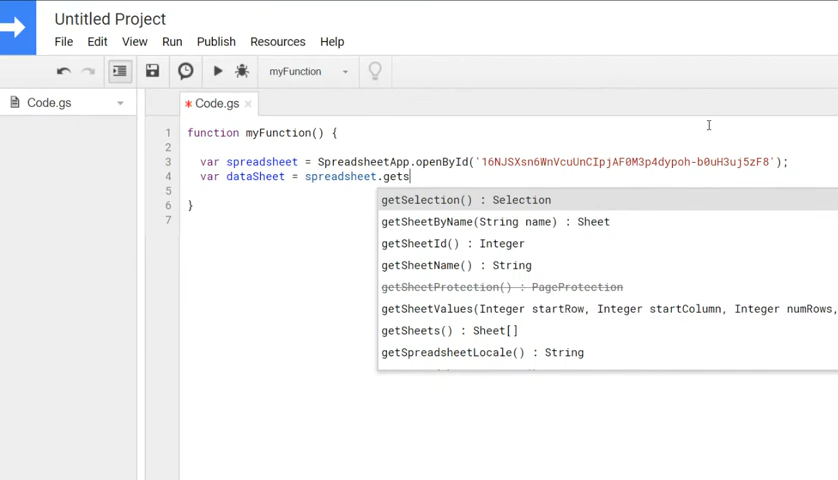 Untitled Project
File Edit View Run Publish Resources Help
myFunction
Code.gs
* Code.gs ×
1 function myFunction() {
2
3 var spreadsheet = SpreadsheetApp.openById('16NJSXsn6WnVcuUnCIpjAF0M3p4dypoh-b0uH3uj5zF8');
4 var dataSheet = spreadsheet.gets
5
6 }
7
getSelection() : Selection
getSheetByName(String name) : Sheet
getSheetId() : Integer
getSheetName() : String
getSheetProtection() : PageProtection
getSheetValues(Integer startRow, Integer startColumn, Integer numRows,
getSheets() : Sheet[]
getSpreadsheetLocale() : String